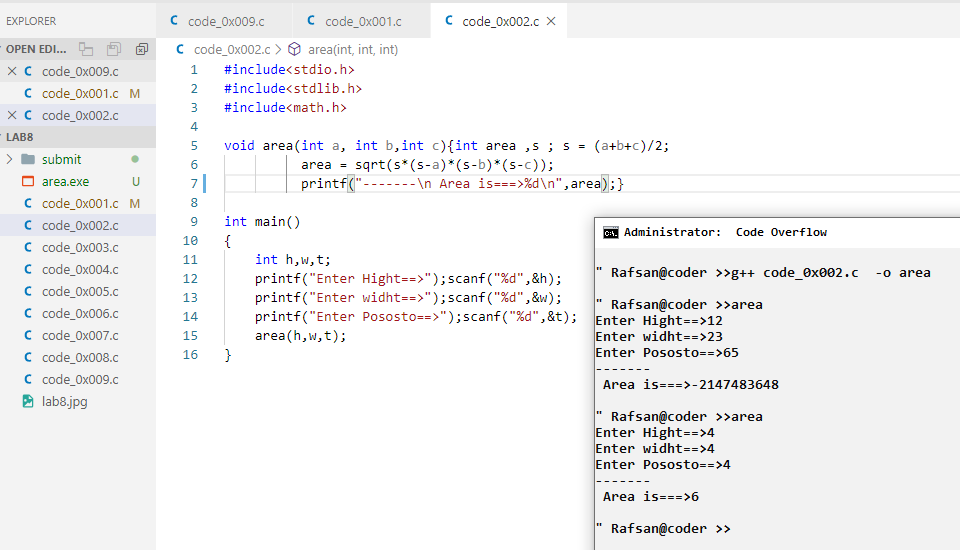 EXPLORER
OPEN EDI...
code_0x009.c
code_0x001.c M
code_0x002.c
LAB8
submit
area.exe U
code_0x001.c M
code_0x002.c
code_0x003.c
code_0x004.c
code_0x005.c
code_0x006.c
code_0x007.c
code_0x008.c
code_0x009.c
lab8.jpg
C code_0x009.c C code_0x001.c C code_0x002.c
C code_0x002.c > area(int, int, int)
1 #include<stdio.h>
2 #include<stdlib.h>
3 #include<math.h>
4
5 void area(int a, int b,int c){int area ,s ; s = (a+b+c)/2;
6 area = sqrt(s*(s-a)*(s-b)*(s-c));
7 printf("-------\n Area is===>%d\n",area);}
8
9 int main()
10 {
11 int h,w,t;
12 printf("Enter Hight==>");scanf("%d",&h);
13 printf("Enter widht==>");scanf("%d",&w);
14 printf("Enter Pososto==>");scanf("%d",&t);
15 area(h,w,t);
16 }
Administrator: Code Overflow
" Rafsan@coder >>g++ code_0x002.c -o area
" Rafsan@coder >>area
Enter Hight==>12
Enter widht==>23
Enter Pososto==>65
-------
Area is===>-2147483648
" Rafsan@coder >>area
Enter Hight==>4
Enter widht==>4
Enter Pososto==>4
-------
Area is===>6
" Rafsan@coder >>